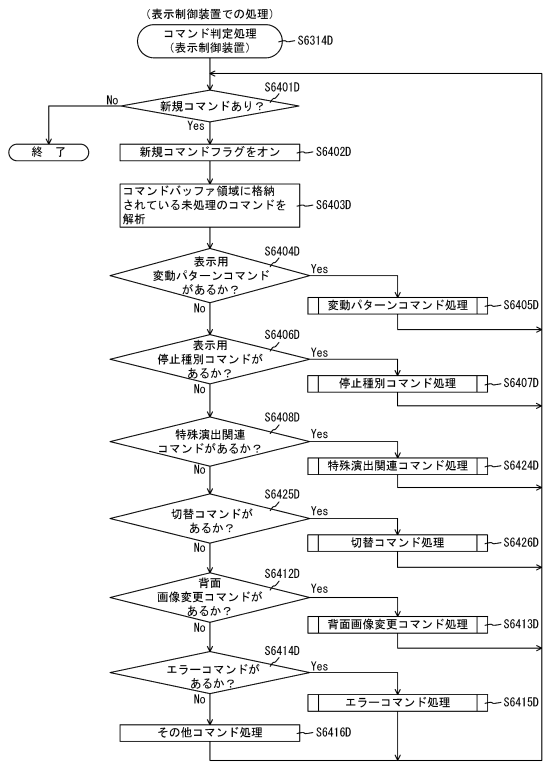 （表示制御装置での処理）
コマンド判定処理
（表示制御装置）
S6314D
S6401D
新規コマンドあり？
No
Yes
終　了
新規コマンドフラグをオン
S6402D
コマンドバッファ領域に格納
されている未処理のコマンドを
解析
S6403D
S6404D
表示用
変動パターンコマンド
があるか？
Yes
No
変動パターンコマンド処理
S6405D
S6406D
表示用
停止種別コマンドが
あるか？
Yes
No
停止種別コマンド処理
S6407D
S6408D
特殊演出関連
コマンドがあるか？
Yes
No
特殊演出関連コマンド処理
S6424D
S6425D
切替コマンドが
あるか？
Yes
No
切替コマンド処理
S6426D
S6412D
背面
画像変更コマンドが
あるか？
Yes
No
背面画像変更コマンド処理
S6413D
S6414D
エラーコマンドが
あるか？
Yes
No
エラーコマンド処理
S6415D
その他コマンド処理
S6416D